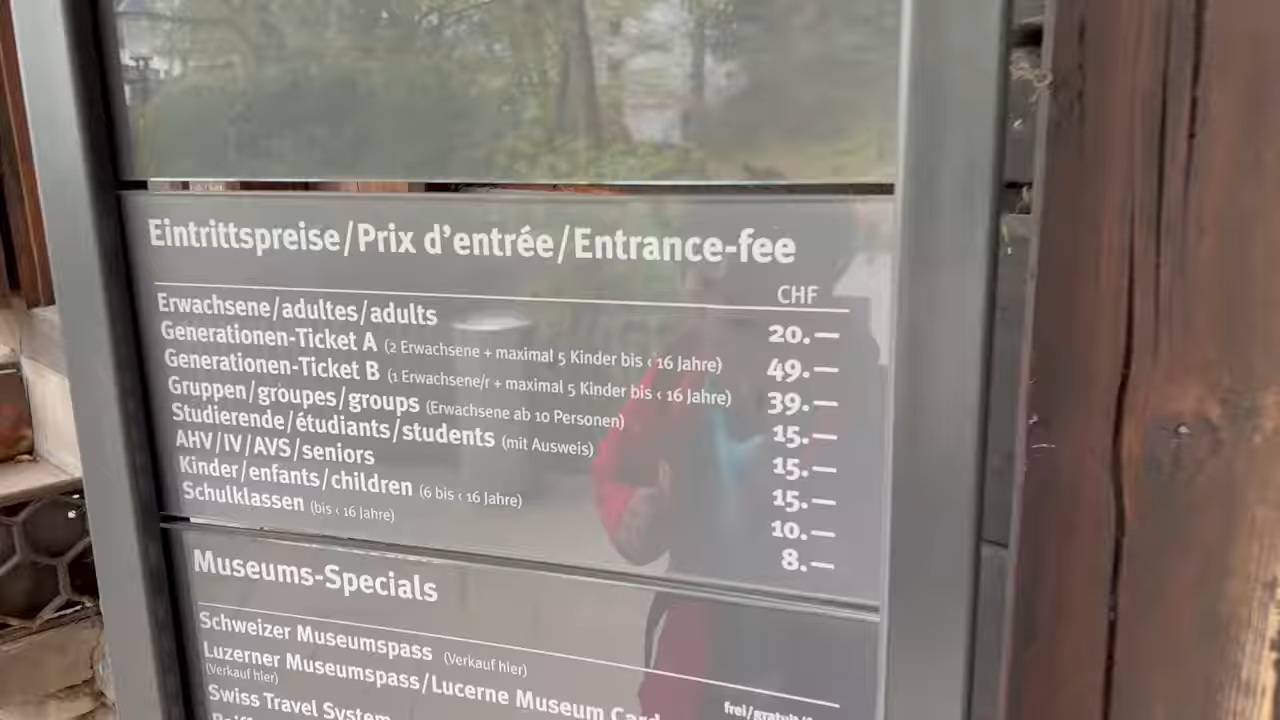 Eintrittspreise/Prix d'entrée/Entrance-fee
CHF
Erwachsene/adultes/adults 20.—
Generationen-Ticket A (2 Erwachsene + maximal 5 Kinder bis ‹ 16 Jahre) 49.—
Generationen-Ticket B (1 Erwachsene/r + maximal 5 Kinder bis ‹ 16 Jahre) 39.—
Gruppen/groupes/groups (Erwachsene ab 10 Personen) 15.—
Studierende/étudiants/students (mit Ausweis) 15.—
AHV/IV/AVS/seniors 15.—
Kinder/enfants/children (6 bis ‹ 16 Jahre) 10.—
Schulklassen (bis ‹ 16 Jahre) 8.—
Museums-Specials
Schweizer Museumspass (Verkauf hier)
Luzerner Museumspass/Lucerne Museum Card
(Verkauf hier)
frei/gratuit/
Swiss Travel System